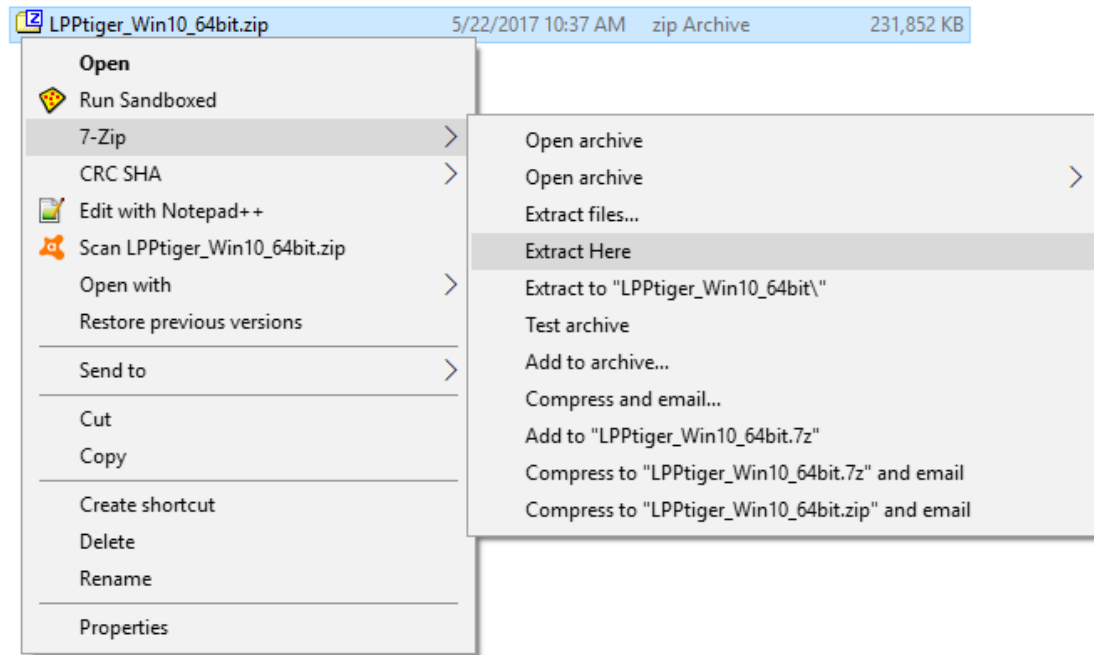 LPPtiger_Win10_64bit.zip 5/22/2017 10:37 AM zip Archive 231,852 KB
Open
Run Sandboxed
7-Zip
CRC SHA
Edit with Notepad++
Scan LPPtiger_Win10_64bit.zip
Open with
Restore previous versions
Send to
Cut
Copy
Create shortcut
Delete
Rename
Properties
Open archive
Open archive
Extract files...
Extract Here
Extract to "LPPtiger_Win10_64bit\"
Test archive
Add to archive...
Compress and email...
Add to "LPPtiger_Win10_64bit.7z"
Compress to "LPPtiger_Win10_64bit.7z" and email
Compress to "LPPtiger_Win10_64bit.zip" and email